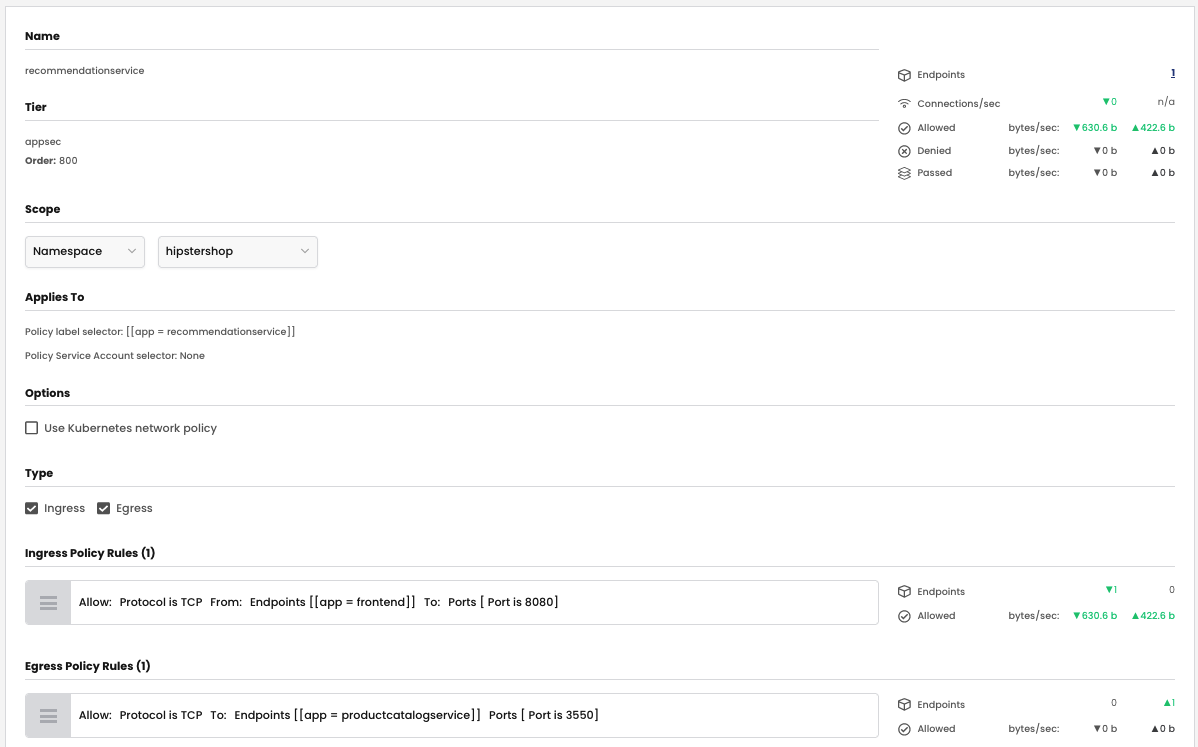 Name
recommendationservice
Endpoints 1
Connections/sec ▼0 n/a
Tier
Allowed bytes/sec: ▼630.6 b ▲422.6 b
appsec
Denied bytes/sec: ▼0 b ▲0 b
Order: 800
Passed bytes/sec: ▼0 b ▲0 b
Scope
Namespace hipstershop
Applies To
Policy label selector: [[app = recommendationservice]]
Policy Service Account selector: None
Options
Use Kubernetes network policy
Type
Ingress Egress
Ingress Policy Rules (1)
Allow: Protocol is TCP From: Endpoints [[app = frontend]] To: Ports [ Port is 8080]
Endpoints ▼1 0
Allowed bytes/sec: ▼630.6 b ▲422.6 b
Egress Policy Rules (1)
Allow: Protocol is TCP To: Endpoints [[app = productcatalogservice]] Ports [ Port is 3550]
Endpoints 0 ▲1
Allowed bytes/sec: ▼0 b ▲0 b